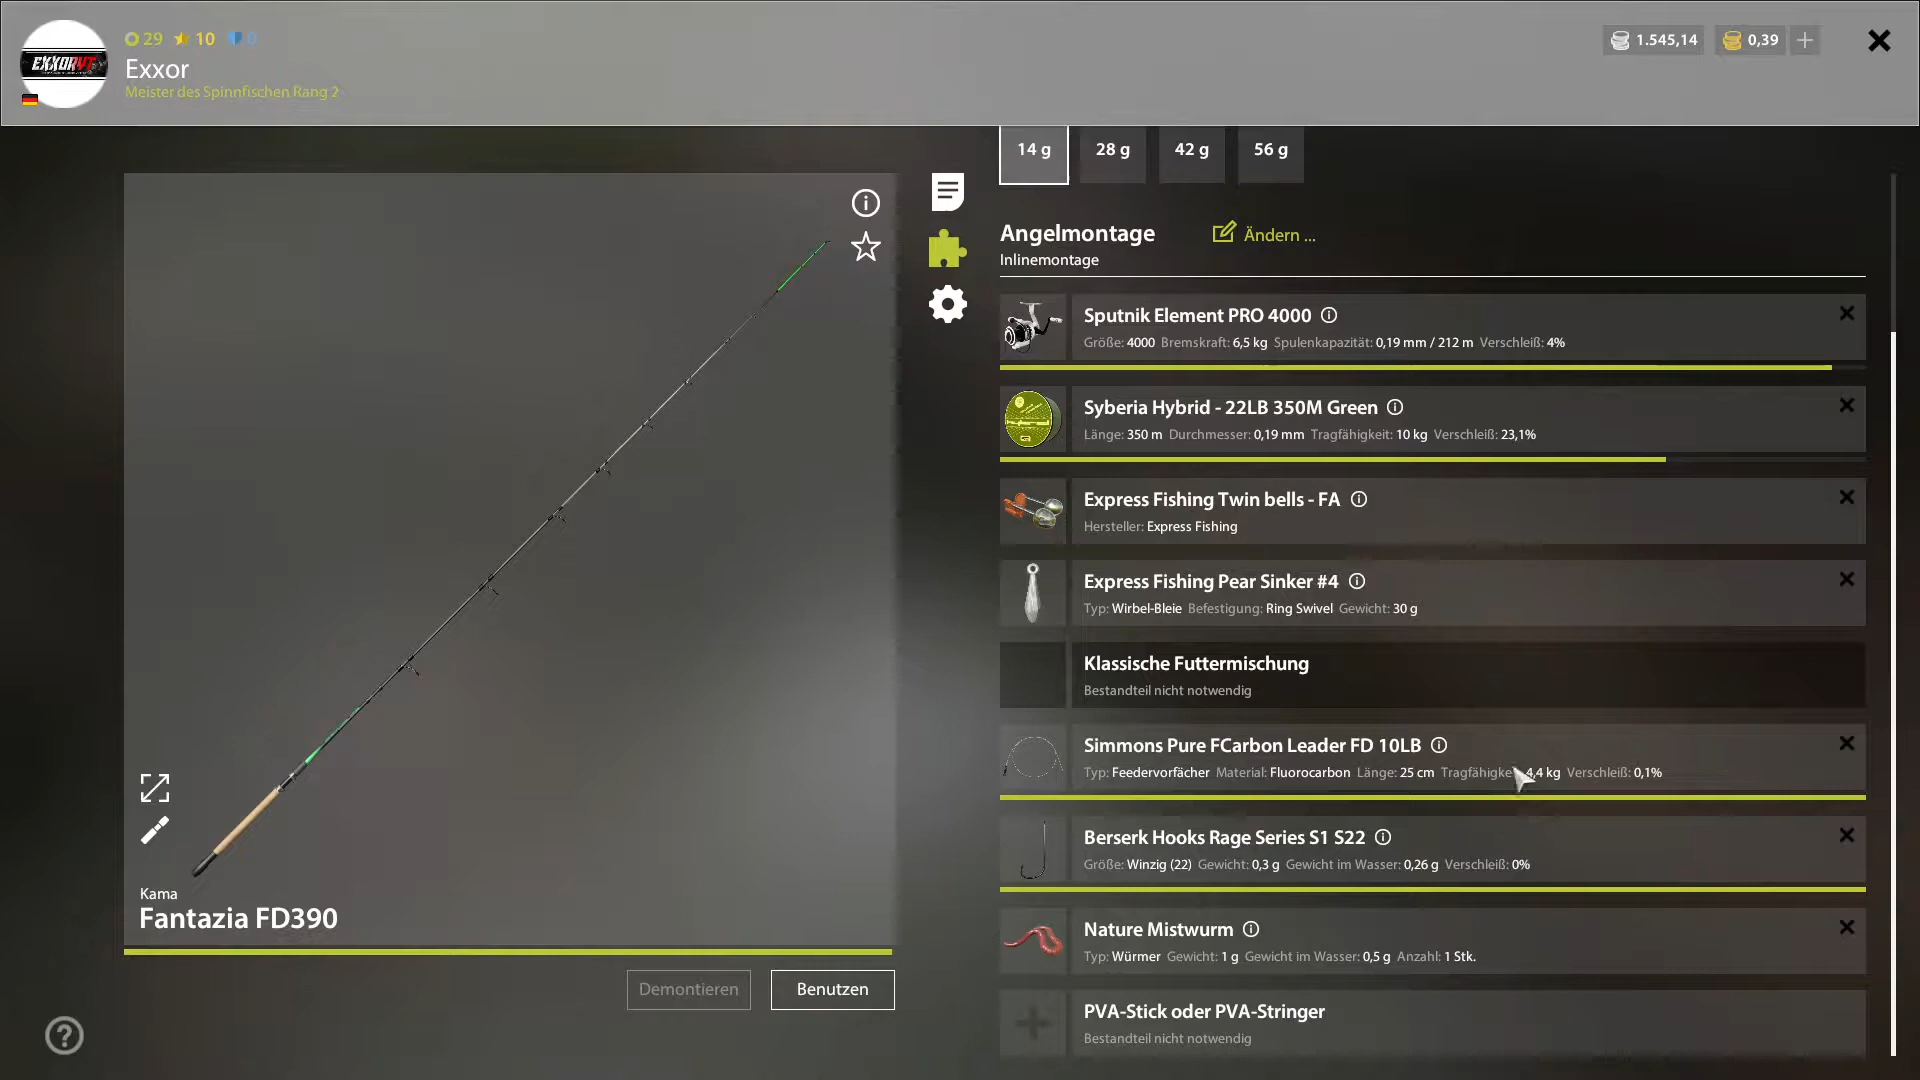 EXXORYT
29 10 0
Exxor
Meister des Spinnfischen Rang 2
1.545,14 0,39
14 g 28 g 42 g 56 g
Angelmontage Ändern ...
Inlinemontage
Sputnik Element PRO 4000
Größe: 4000 Bremskraft: 6,5 kg Spulenkapazität: 0,19 mm / 212 m Verschleiß: 4%
Syberia Hybrid - 22LB 350M Green
Länge: 350 m Durchmesser: 0,19 mm Tragfähigkeit: 10 kg Verschleiß: 23,1%
Express Fishing Twin bells - FA
Hersteller: Express Fishing
Express Fishing Pear Sinker #4
Typ: Wirbel-Bleie Befestigung: Ring Swivel Gewicht: 30 g
Klassische Futtermischung
Bestandteil nicht notwendig
Simmons Pure FCarbon Leader FD 10LB
Typ: Feedervorfächer Material: Fluorocarbon Länge: 25 cm Tragfähigke 4,4 kg Verschleiß: 0,1%
Berserk Hooks Rage Series S1 S22
Größe: Winzig (22) Gewicht: 0,3 g Gewicht im Wasser: 0,26 g Verschleiß: 0%
Nature Mistwurm
Typ: Würmer Gewicht: 1 g Gewicht im Wasser: 0,5 g Anzahl: 1 Stk.
PVA-Stick oder PVA-Stringer
Bestandteil nicht notwendig
Kama
Fantazia FD390
Demontieren Benutzen